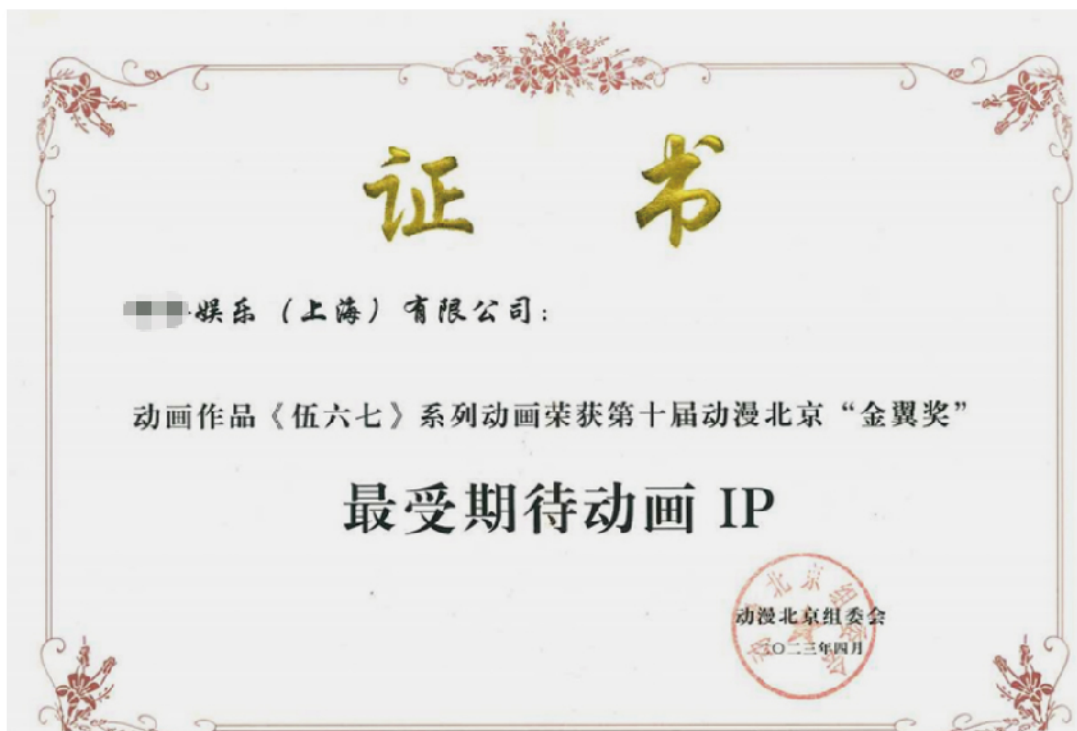 证书
娱乐（上海）有限公司：
动画作品《伍六七》系列动画荣获第十届动漫北京“金翼奖”
最受期待动画 IP
动漫北京组委会
二〇二三年四月